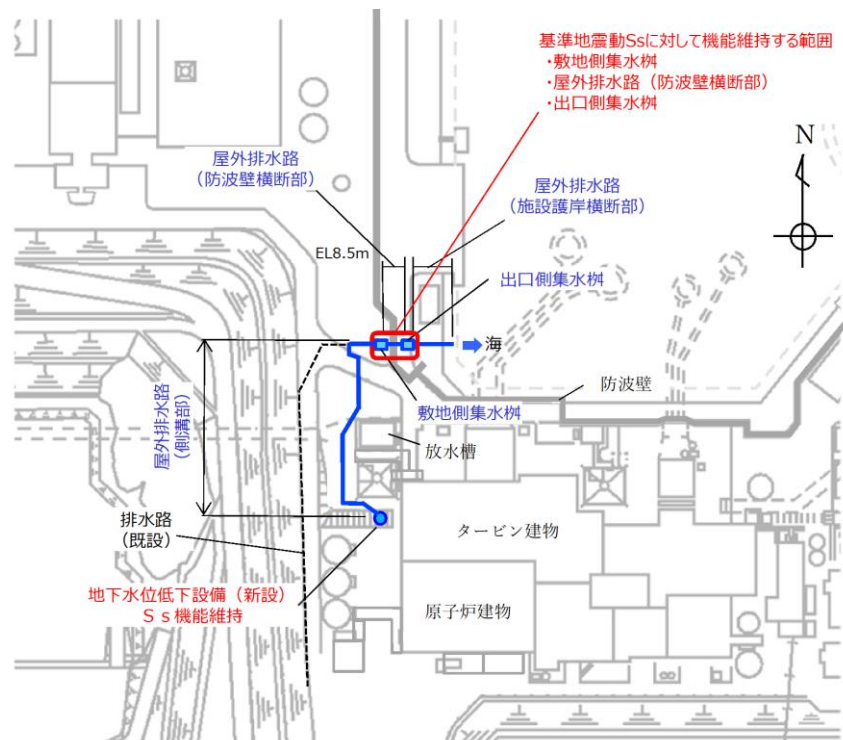 基準地震動Ssに対して機能維持する範囲
・敷地側集水桝
・屋外排水路（防波壁横断部）
・出口側集水桝
N
屋外排水路
（防波壁横断部）
屋外排水路
（施設護岸横断部）
EL8.5m
出口側集水桝
海
防波壁
敷地側集水桝
屋外排水路
（側溝部）
放水槽
排水路
（既設）
タービン建物
地下水位低下設備（新設）
Ｓｓ機能維持
原子炉建物